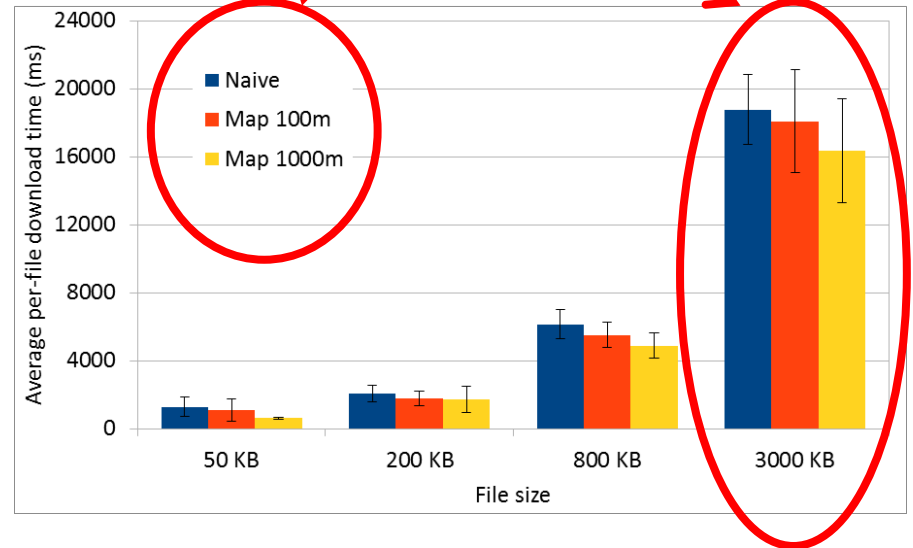 24000
20000
16000
12000
8000
4000
0
Average per-file download time (ms)
Naive
Map 100m
Map 1000m
50 KB 200 KB 800 KB 3000 KB
File size